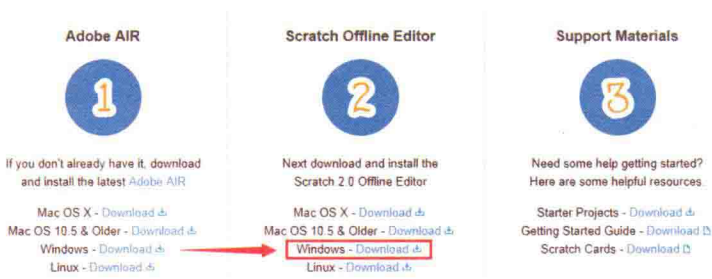 Adobe AIR
1
If you don't already have it, download
and install the latest Adobe AIR
Mac OS X - Download
Mac OS 10.5 & Older - Download
Windows - Download
Linux - Download
Scratch Offline Editor
2
Next download and install the
Scratch 2.0 Offline Editor
Mac OS X - Download
Mac OS 10.5 & Older - Download
Windows - Download
Linux - Download
Support Materials
3
Need some help getting started?
Here are some helpful resources.
Starter Projects - Download
Getting Started Guide - Download
Scratch Cards - Download